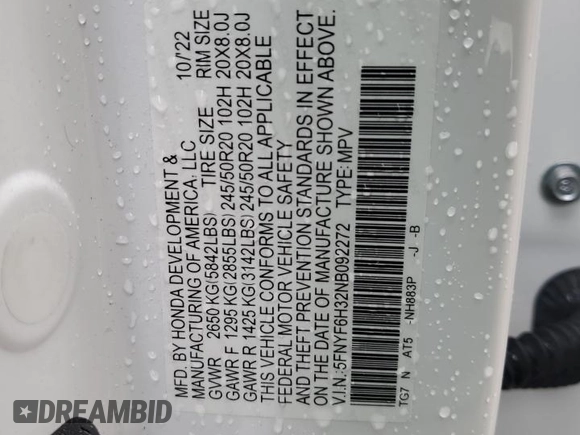 MFD. BY HONDA DEVELOPMENT & 10/'22
MANUFACTURING OF AMERICA, LLC
GVWR 2650 KG(5842LBS) TIRE SIZE RIM SIZE
GAWR F 1295 KG(2855LBS) 245/50R20 102H 20X8.0J
GAWR R 1425 KG(3142LBS) 245/50R20 102H 20X8.0J
THIS VEHICLE CONFORMS TO ALL APPLICABLE
FEDERAL MOTOR VEHICLE SAFETY
AND THEFT PREVENTION STANDARDS IN EFFECT
ON THE DATE OF MANUFACTURE SHOWN ABOVE.
V.I.N.:5FNYF6H32NB092272 TYPE:MPV
TG7 N AT5 -NH883P -J -B
DREAMBID